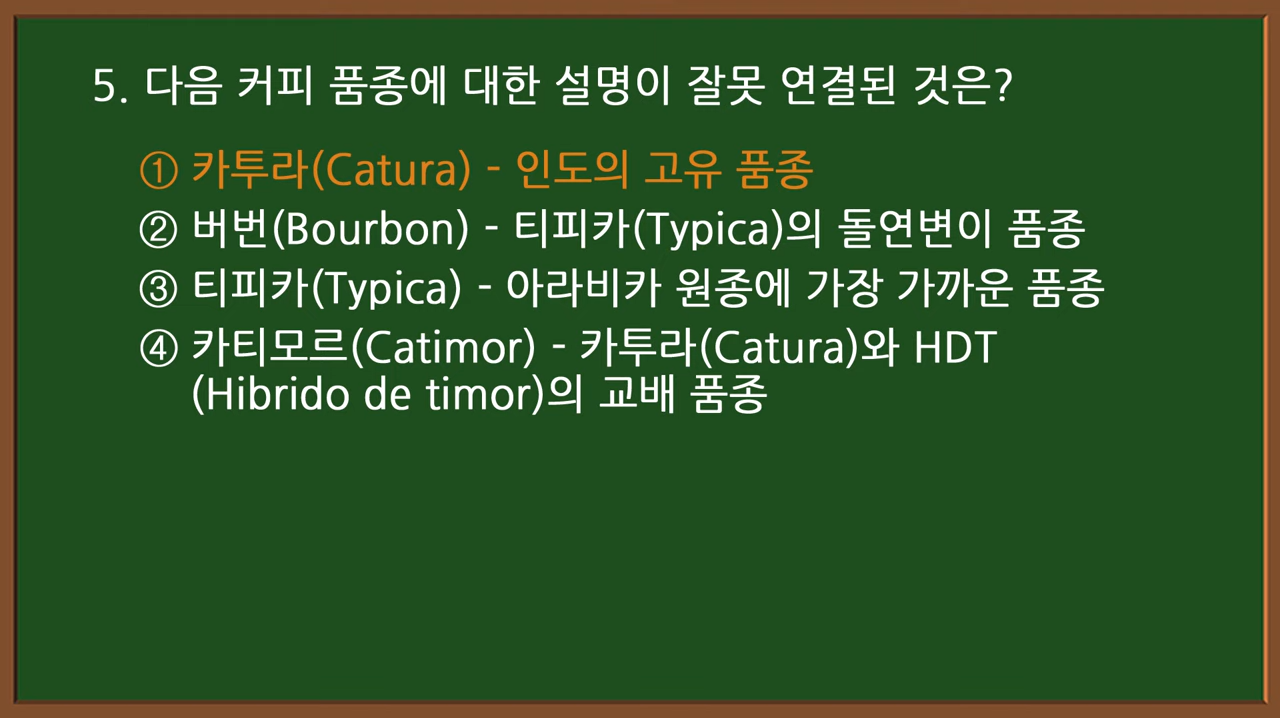 5. 다음 커피 품종에 대한 설명이 잘못 연결된 것은?
① 카투라(Catura) - 인도의 고유 품종
② 버번(Bourbon) - 티피카(Typica)의 돌연변이 품종
③ 티피카(Typica) - 아라비카 원종에 가장 가까운 품종
④ 카티모르(Catimor) - 카투라(Catura)와 HDT
(Hibrido de timor)의 교배 품종